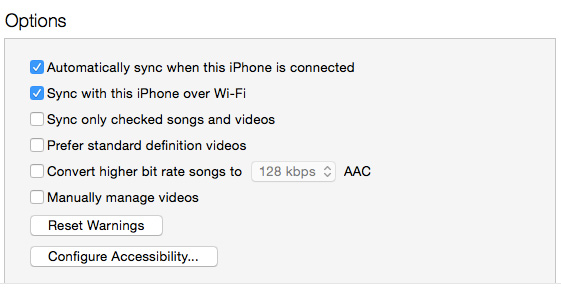 Options
Automatically sync when this iPhone is connected
Sync with this iPhone over Wi-Fi
Sync only checked songs and videos
Prefer standard definition videos
Convert higher bit rate songs to 128 kbps AAC
Manually manage videos
Reset Warnings
Configure Accessibility...